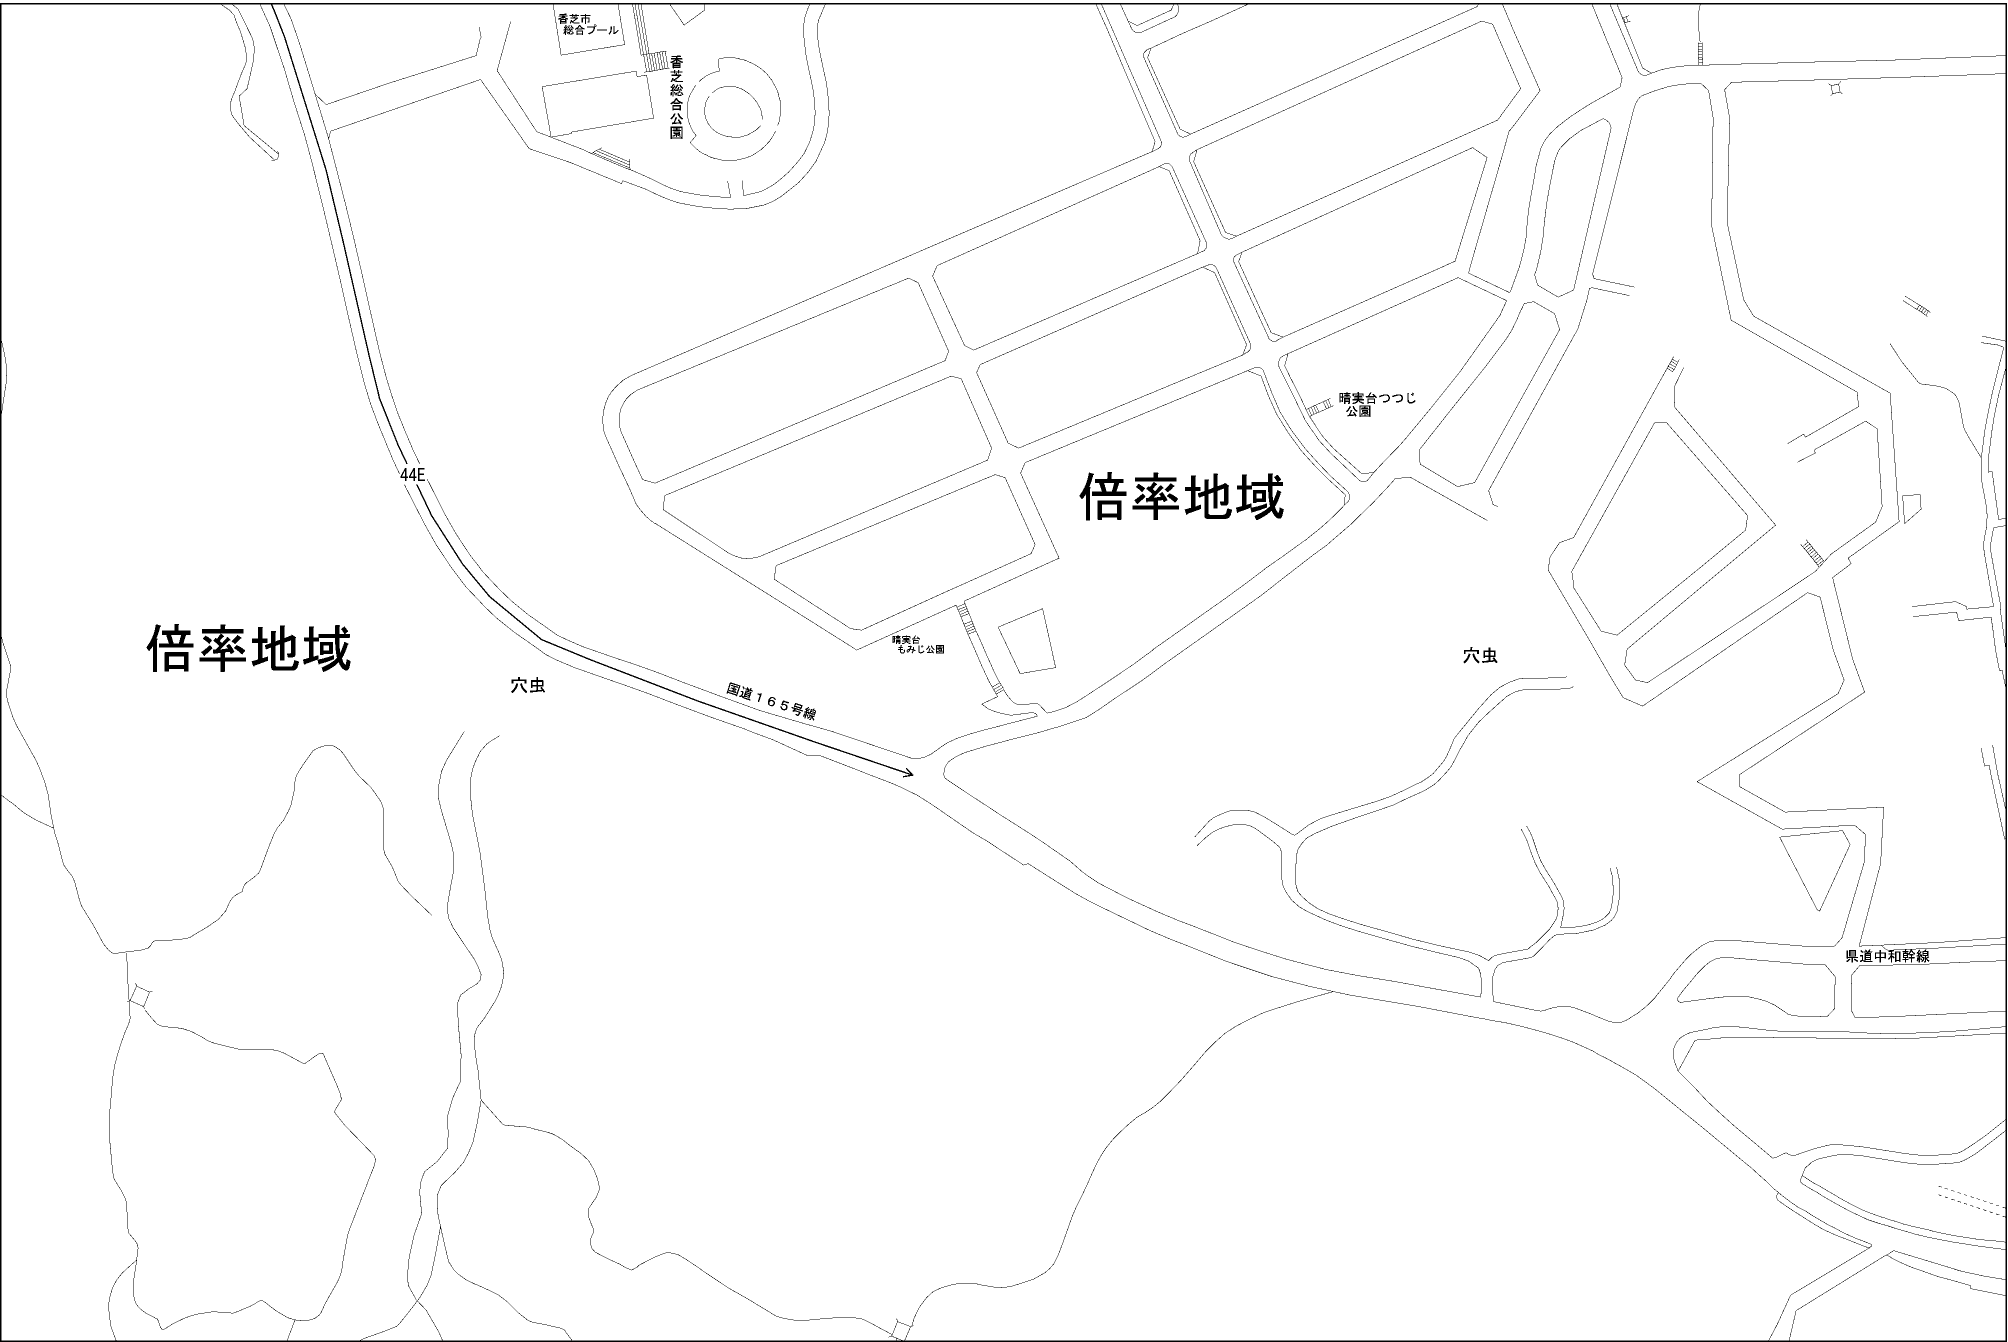 香芝市
総合プール
香芝総合公園
晴実台つつじ
公園
44E
倍率地域
倍率地域
晴実台
もみじ公園
穴虫
穴虫
国道１６５号線
県道中和幹線